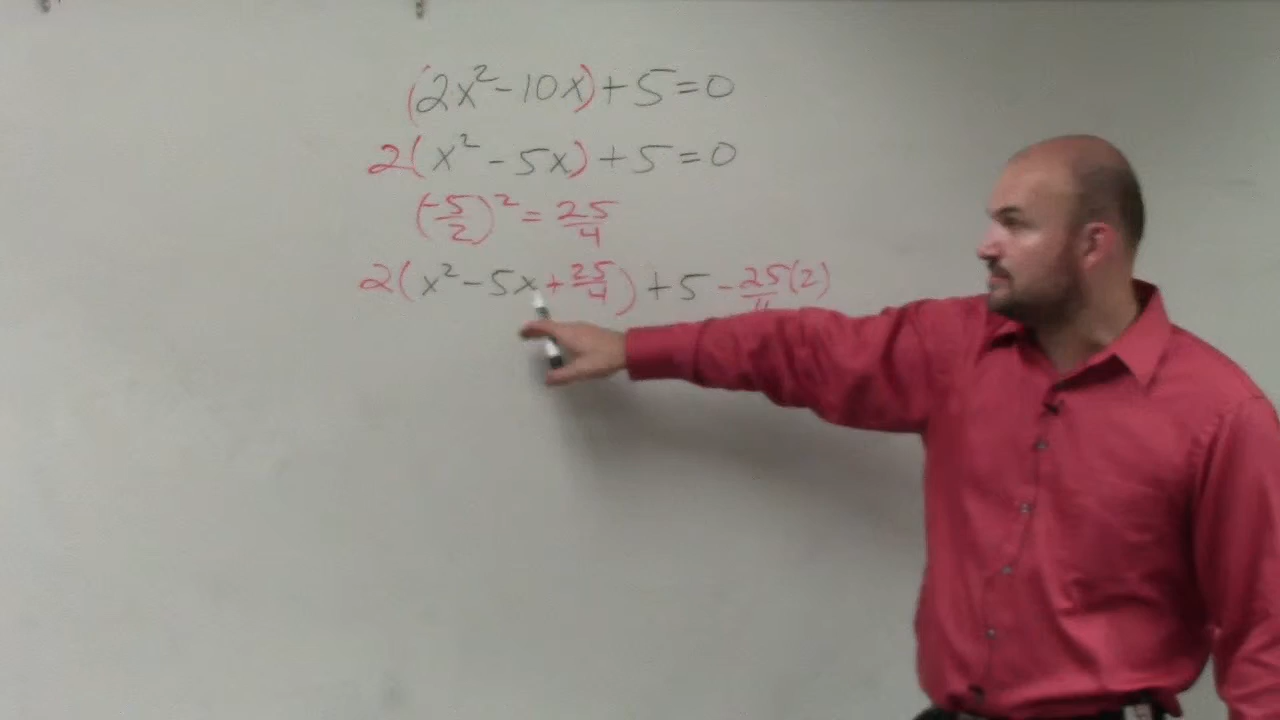 (2x² - 10x) + 5 = 0
2(x² - 5x) + 5 = 0
(-5/2)² = 25/4
2(x² - 5x + 25/4) + 5 - 25/4(2)